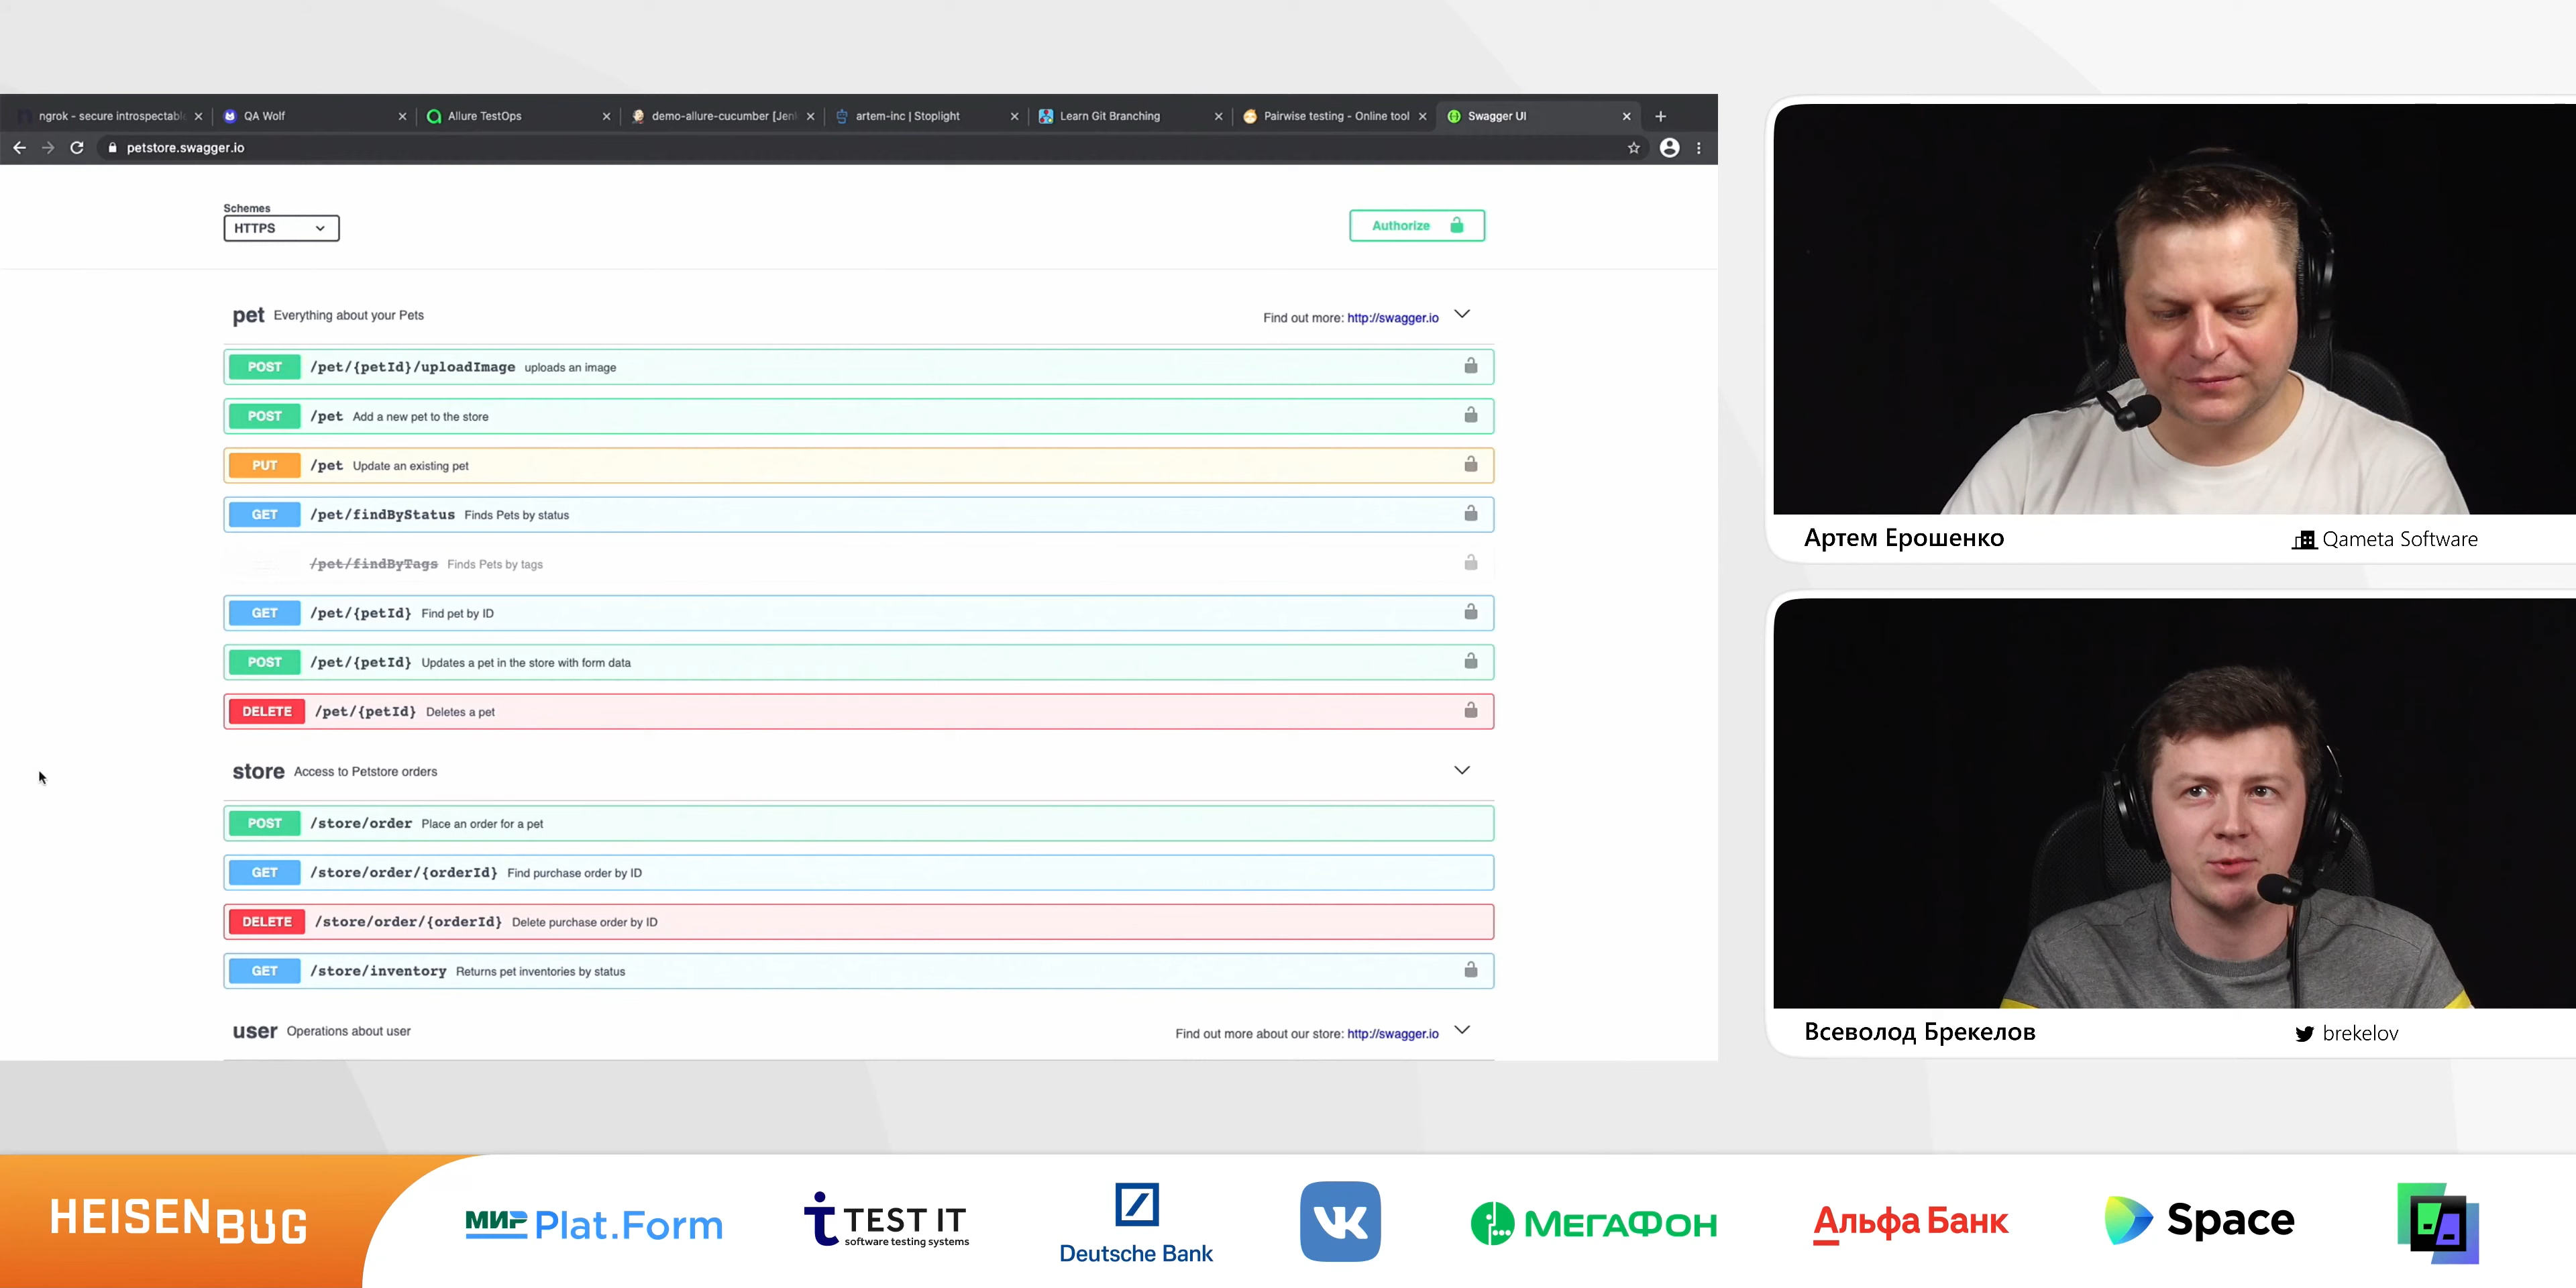 ngrok - secure introspectabl
QA Wolf
Allure TestOps
demo-allure-cucumber [Jen
artem-inc | Stoplight
Learn Git Branching
Pairwise testing - Online tool
Swagger UI
petstore.swagger.io
Schemes
HTTPS
Authorize
pet Everything about your Pets
Find out more: http://swagger.io
POST /pet/{petId}/uploadImage uploads an image
POST /pet Add a new pet to the store
PUT /pet Update an existing pet
GET /pet/findByStatus Finds Pets by status
/pet/findByTags Finds Pets by tags
GET /pet/{petId} Find pet by ID
POST /pet/{petId} Updates a pet in the store with form data
DELETE /pet/{petId} Deletes a pet
store Access to Petstore orders
POST /store/order Place an order for a pet
GET /store/order/{orderId} Find purchase order by ID
DELETE /store/order/{orderId} Delete purchase order by ID
GET /store/inventory Returns pet inventories by status
user Operations about user
Find out more about our store: http://swagger.io
Артем Ерошенко
Qameta Software
Всеволод Брекелов
brekelov
HEISENBUG
МИР Plat.Form
TEST IT
software testing systems
Deutsche Bank
VK
МЕГАФОН
Альфа Банк
Space